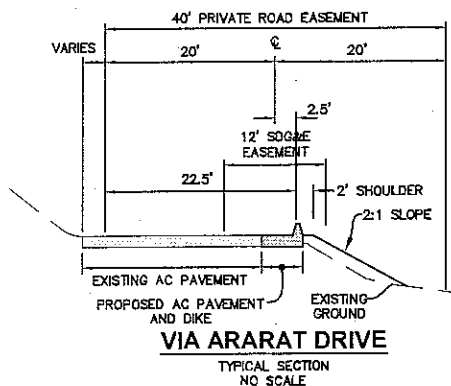 40' PRIVATE ROAD EASEMENT
VARIES
20'
℄
20'
2.5'
12' SDG&E
EASEMENT
22.5'
2' SHOULDER
2:1 SLOPE
EXISTING AC PAVEMENT
PROPOSED AC PAVEMENT
AND DIKE
EXISTING
GROUND
VIA ARARAT DRIVE
TYPICAL SECTION
NO SCALE